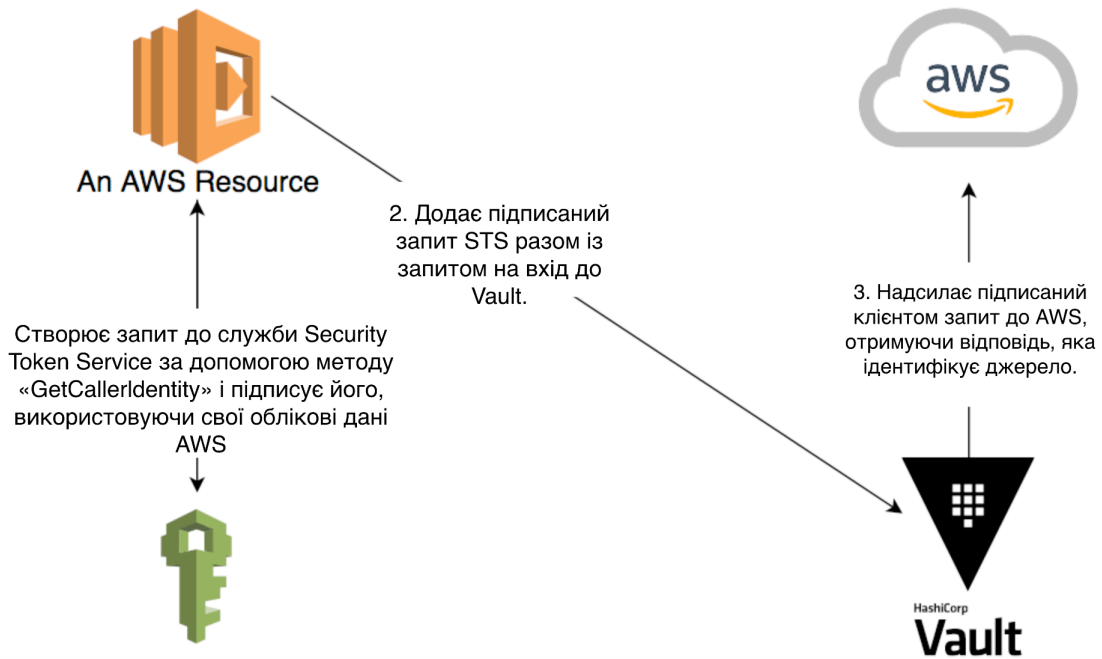 aws
An AWS Resource
2. Додає підписаний
запит STS разом із
запитом на вхід до
Vault.
Створює запит до служби Security
Token Service за допомогою методу
«GetCallerIdentity» і підписує його,
використовуючи свої облікові дані
AWS
3. Надсилає підписаний
клієнтом запит до AWS,
отримуючи відповідь, яка
ідентифікує джерело.
HashiCorp
Vault